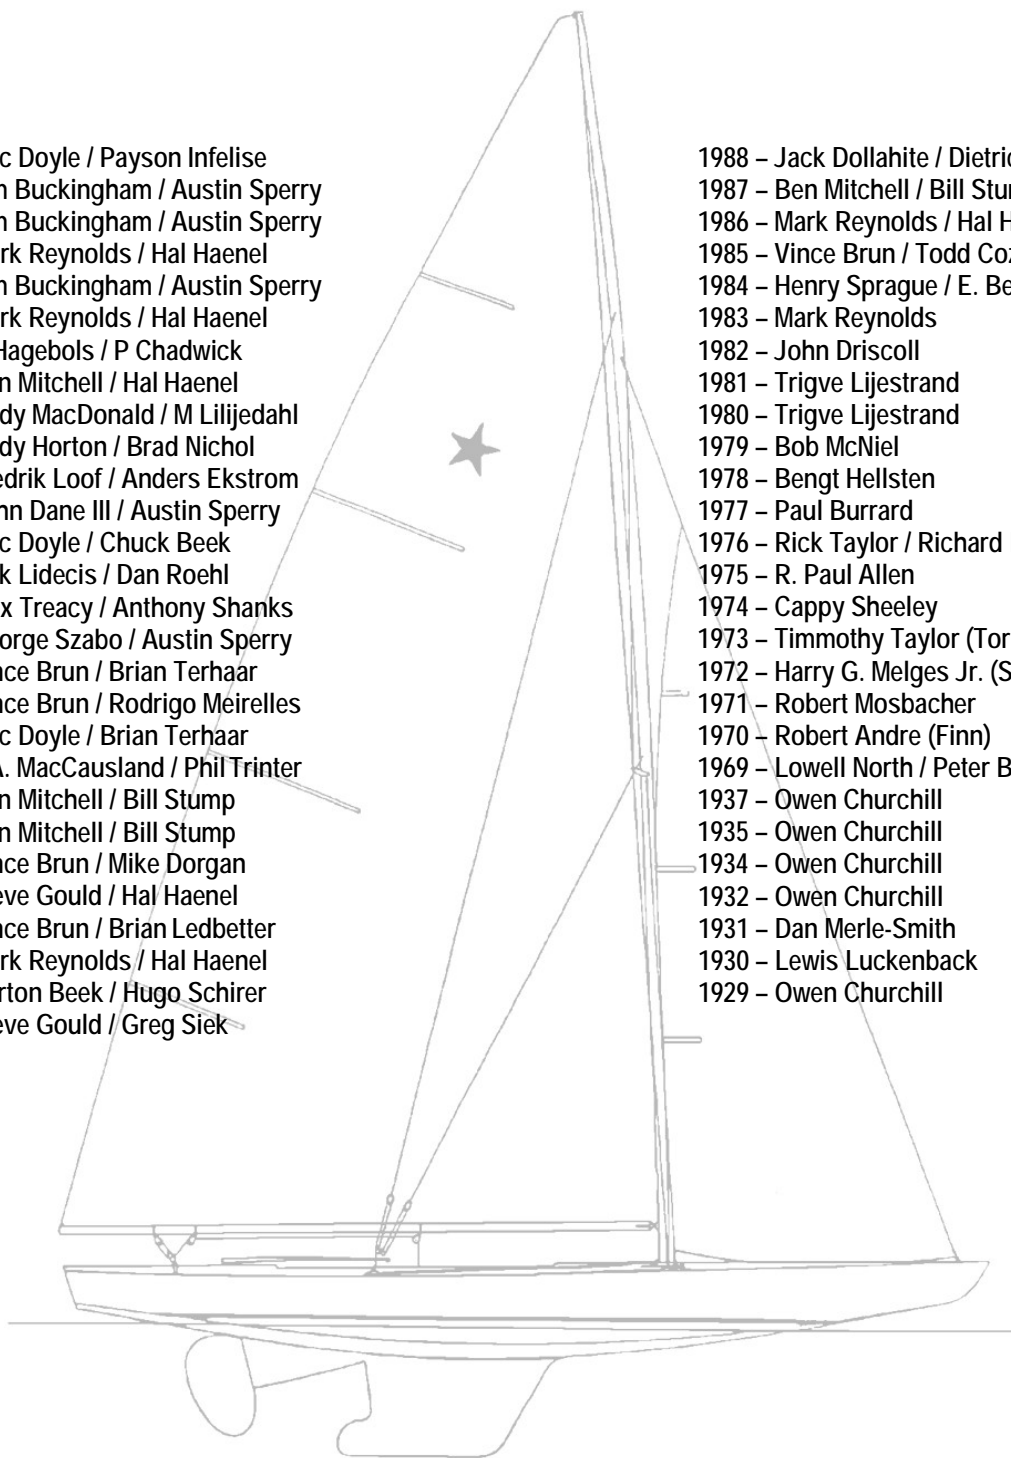 c Doyle / Payson Infelise
n Buckingham / Austin Sperry
n Buckingham / Austin Sperry
rk Reynolds / Hal Haenel
n Buckingham / Austin Sperry
rk Reynolds / Hal Haenel
Hagebols / P Chadwick
n Mitchell / Hal Haenel
dy MacDonald / M Lilijedahl
dy Horton / Brad Nichol
edrik Loof / Anders Ekstrom
hn Dane III / Austin Sperry
c Doyle / Chuck Beek
k Lidecis / Dan Roehl
x Treacy / Anthony Shanks
orge Szabo / Austin Sperry
nce Brun / Brian Terhaar
nce Brun / Rodrigo Meirelles
c Doyle / Brian Terhaar
A. MacCausland / Phil Trinter
n Mitchell / Bill Stump
n Mitchell / Bill Stump
nce Brun / Mike Dorgan
eve Gould / Hal Haenel
nce Brun / Brian Ledbetter
rk Reynolds / Hal Haenel
rton Beek / Hugo Schirer
eve Gould / Greg Siek
1988 – Jack Dollahite / Dietric
1987 – Ben Mitchell / Bill Stu
1986 – Mark Reynolds / Hal H
1985 – Vince Brun / Todd Coz
1984 – Henry Sprague / E. Be
1983 – Mark Reynolds
1982 – John Driscoll
1981 – Trigve Lijestrand
1980 – Trigve Lijestrand
1979 – Bob McNiel
1978 – Bengt Hellsten
1977 – Paul Burrard
1976 – Rick Taylor / Richard
1975 – R. Paul Allen
1974 – Cappy Sheeley
1973 – Timmothy Taylor (Tor
1972 – Harry G. Melges Jr. (S
1971 – Robert Mosbacher
1970 – Robert Andre (Finn)
1969 – Lowell North / Peter B
1937 – Owen Churchill
1935 – Owen Churchill
1934 – Owen Churchill
1932 – Owen Churchill
1931 – Dan Merle-Smith
1930 – Lewis Luckenback
1929 – Owen Churchill